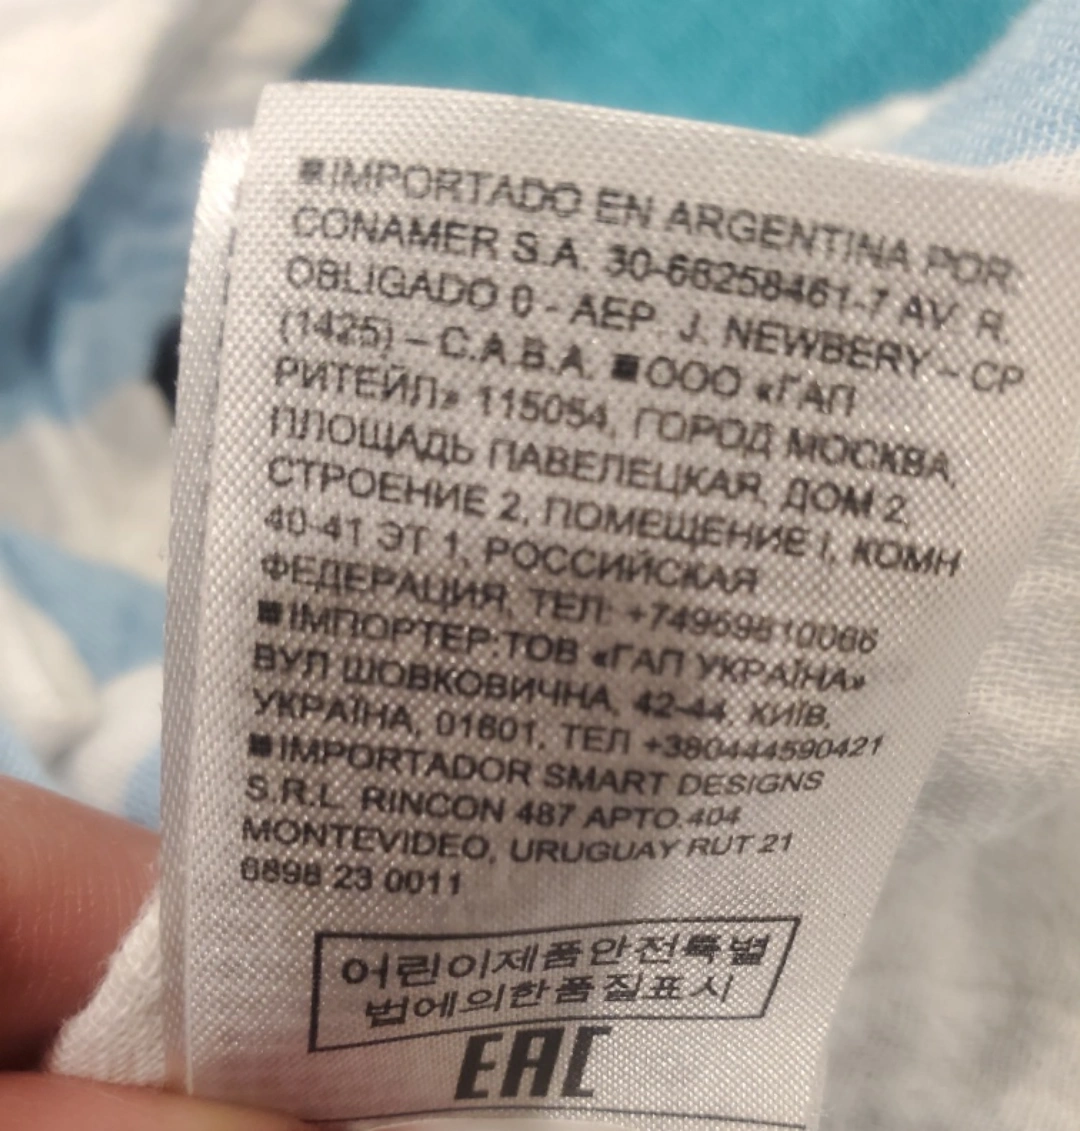 ■IMPORTADO EN ARGENTINA POR:
CONAMER S.A. 30-66258461-7 AV. R.
OBLIGADO 0 - AEP. J. NEWBERY – CP
(1425) – C.A.B.A. ■ООО «ГАП
РИТЕЙЛ» 115054, ГОРОД МОСКВА,
ПЛОЩАДЬ ПАВЕЛЕЦКАЯ, ДОМ 2,
СТРОЕНИЕ 2, ПОМЕЩЕНИЕ I, КОМН
40-41 ЭТ 1, РОССИЙСКАЯ
ФЕДЕРАЦИЯ, ТЕЛ: +74959810066
■ІМПОРТЕР:ТОВ «ГАП УКРАЇНА»
ВУЛ ШОВКОВИЧНА, 42-44, КИЇВ,
УКРАЇНА, 01601, ТЕЛ +380444590421
■IMPORTADOR SMART DESIGNS
S.R.L RINCON 487 APTO.404
MONTEVIDEO, URUGUAY RUT 21
6898 23 0011
어린이제품안전특별
법에의한품질표시
EAC